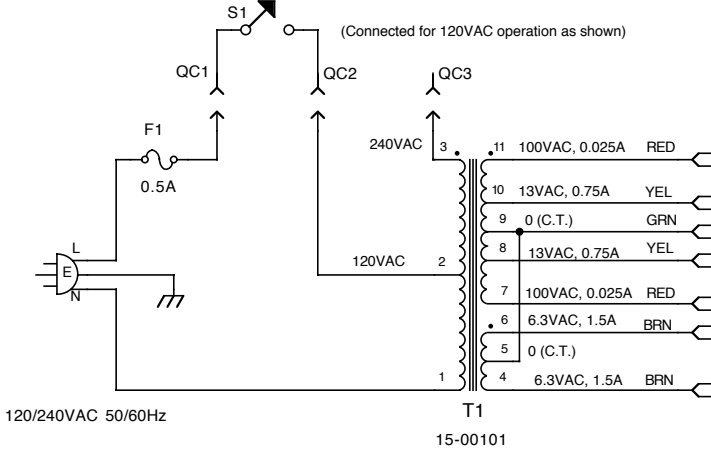 S1
(Connected for 120VAC operation as shown)
QC1
QC2
QC3
F1
0.5A
240VAC
3
11
100VAC, 0.025A
RED
10
13VAC, 0.75A
YEL
9
0 (C.T.)
GRN
L
E
N
120VAC
2
8
13VAC, 0.75A
YEL
7
100VAC, 0.025A
RED
6
6.3VAC, 1.5A
BRN
5
0 (C.T.)
1
4
6.3VAC, 1.5A
BRN
120/240VAC 50/60Hz
T1
15-00101